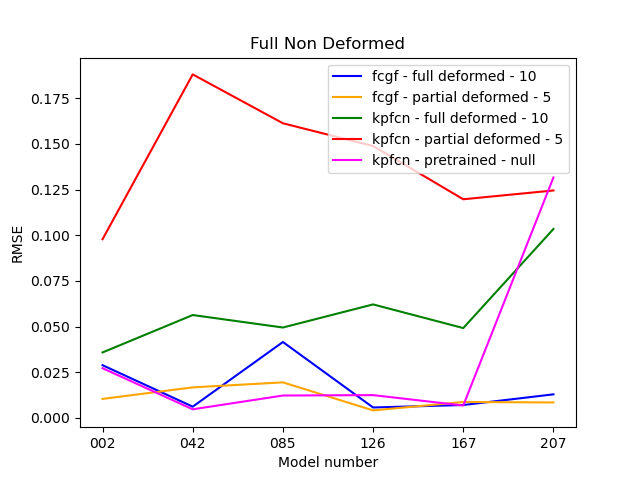 Full Non Deformed
fcgf - full deformed - 10
fcgf - partial deformed - 5
kpfcn - full deformed - 10
kpfcn - partial deformed - 5
kpfcn - pretrained - null
RMSE
0.175
0.150
0.125
0.100
0.075
0.050
0.025
0.000
002 042 085 126 167 207
Model number